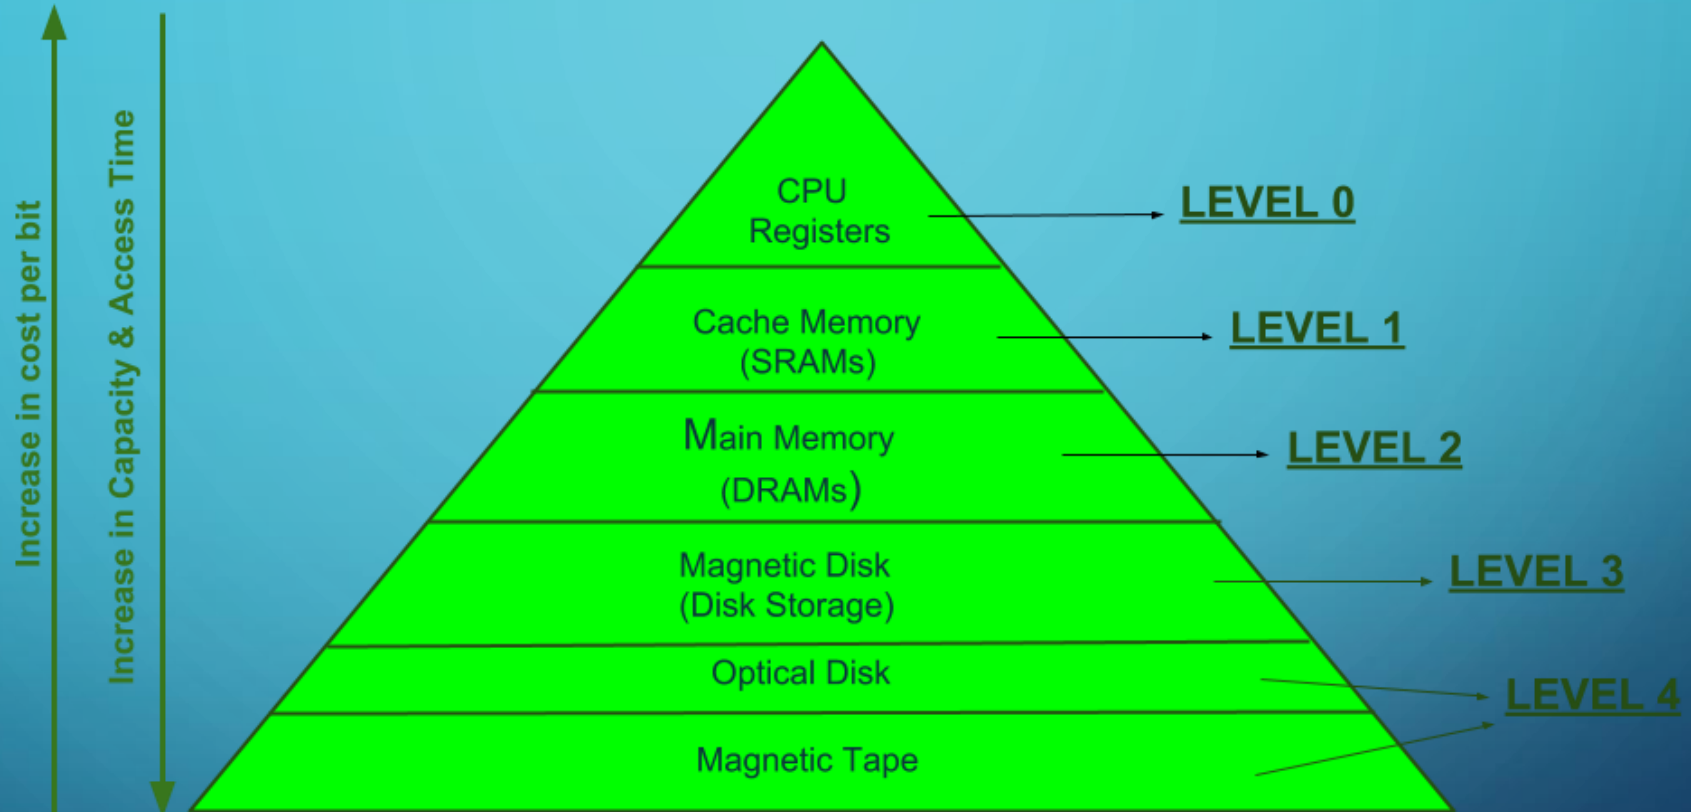 Increase in cost per bit
Increase in Capacity & Access Time
CPU
Registers
LEVEL 0
Cache Memory
(SRAMs)
LEVEL 1
Main Memory
(DRAMs)
LEVEL 2
Magnetic Disk
(Disk Storage)
LEVEL 3
Optical Disk
LEVEL 4
Magnetic Tape